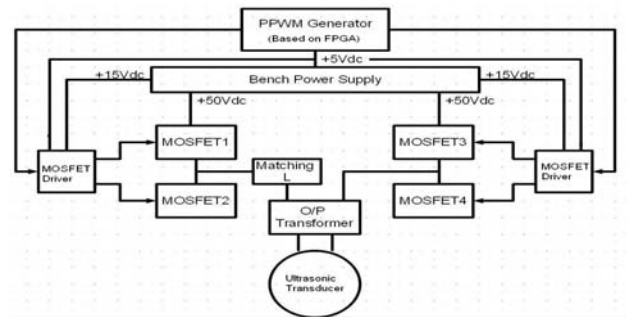 PPWM Generator
(Based on FPGA)
+5Vdc
+15Vdc
Bench Power Supply
+15Vdc
+50Vdc
+50Vdc
MOSFET1
MOSFET3
Matching
L
MOSFET
Driver
MOSFET
Driver
MOSFET2
MOSFET4
O/P
Transformer
Ultrasonic
Transducer